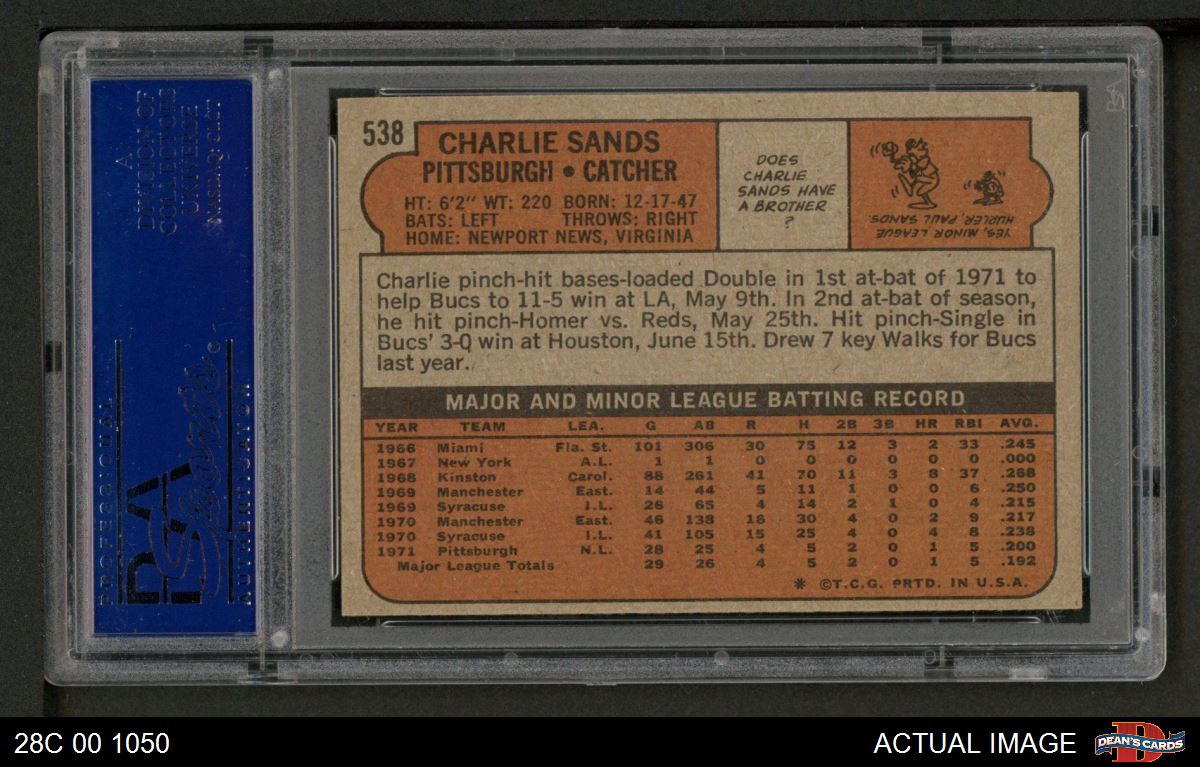 A
DIVISION OF
COLLECTORS
UNIVERSE
NASDAQ: CLCT
PROFESSIONAL
PSA
Sports
AUTHENTICATOR
538
CHARLIE SANDS
PITTSBURGH • CATCHER
HT: 6'2" WT: 220 BORN: 12-17-47
BATS: LEFT THROWS: RIGHT
HOME: NEWPORT NEWS, VIRGINIA
DOES
CHARLIE
SANDS HAVE
A BROTHER
?
YES, MINOR LEAGUE
HURLER, PAUL SANDS.
Charlie pinch-hit bases-loaded Double in 1st at-bat of 1971 to
help Bucs to 11-5 win at LA, May 9th. In 2nd at-bat of season,
he hit pinch-Homer vs. Reds, May 25th. Hit pinch-Single in
Bucs' 3-0 win at Houston, June 15th. Drew 7 key Walks for Bucs
last year.
MAJOR AND MINOR LEAGUE BATTING RECORD
YEAR TEAM LEA. G AB R H 2B 3B HR RBI AVG.
1966 Miami Fla. St. 101 306 30 75 12 3 2 33 .245
1967 New York A.L. 1 1 0 0 0 0 0 0 .000
1968 Kinston Carol. 88 261 41 70 11 3 8 37 .268
1969 Manchester East. 14 44 5 11 1 0 0 6 .250
1969 Syracuse I.L. 26 65 4 14 2 1 0 4 .215
1970 Manchester East. 46 138 16 30 4 0 2 9 .217
1970 Syracuse I.L. 41 105 15 25 4 0 4 8 .238
1971 Pittsburgh N.L. 28 25 4 5 2 0 1 5 .200
Major League Totals 29 26 4 5 2 0 1 5 .192
* ©T.C.G. PRTD. IN U.S.A.
28C 00 1050
ACTUAL IMAGE
DEAN'S CARDS